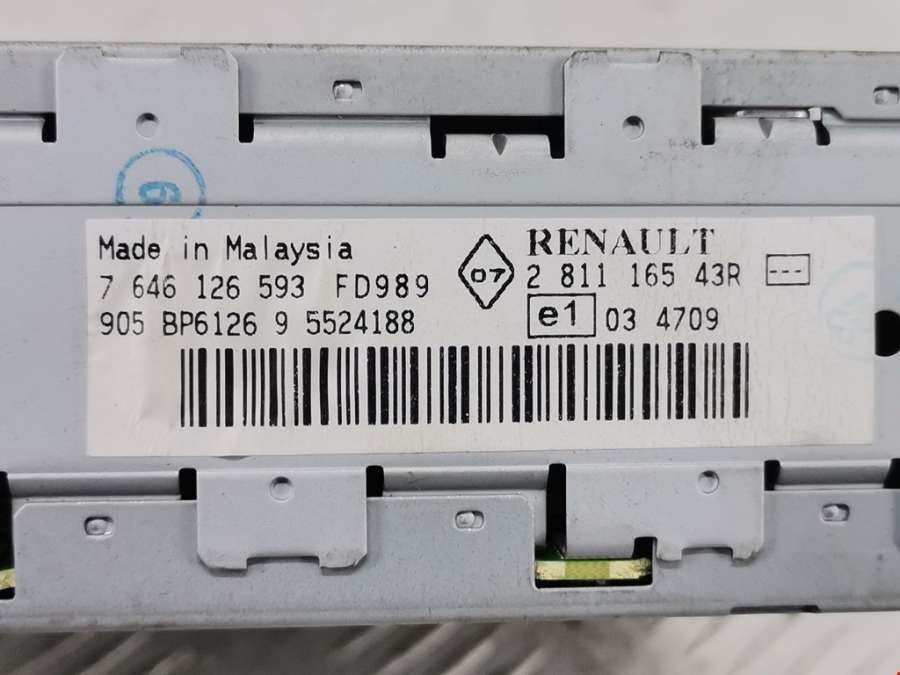 Made in Malaysia
7 646 126 593 FD989
905 BP6126 9 5524188
07
RENAULT
2 811 165 43R ---
e1 03 4709